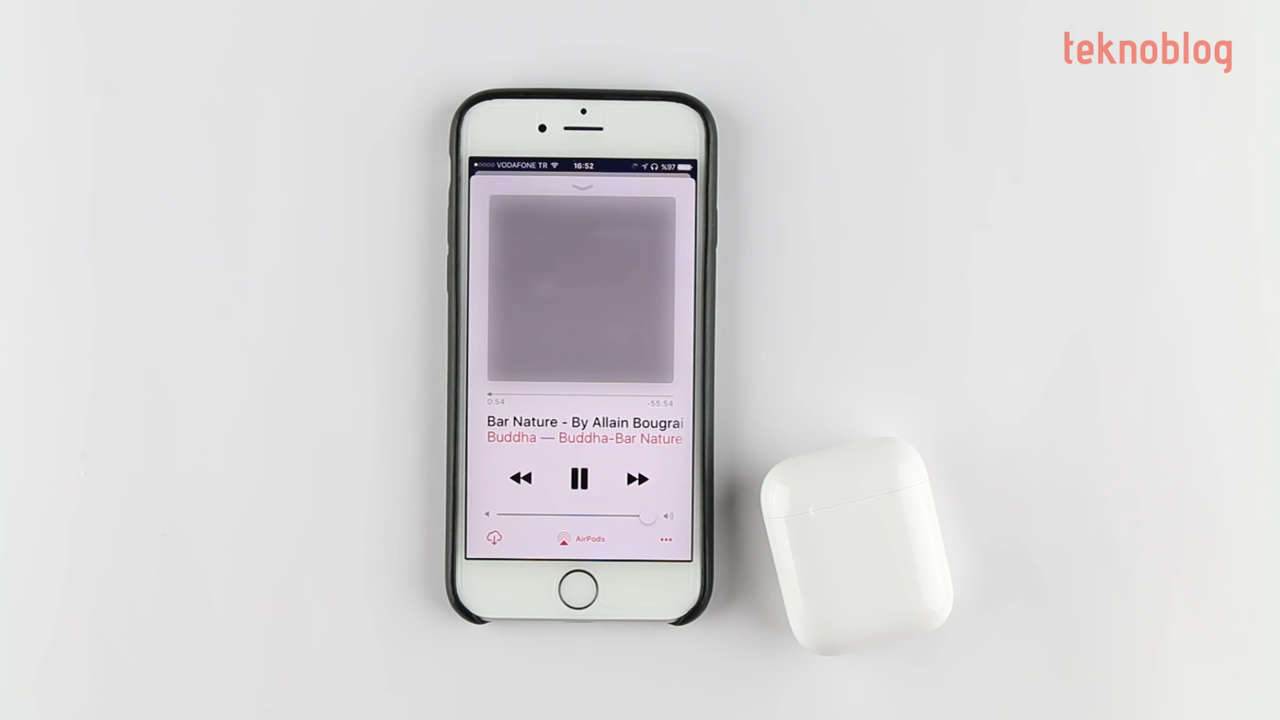 teknoblog
VODAFONE TR 16:52 %97
0:54 -55:54
Bar Nature - By Allain Bougrai
Buddha — Buddha-Bar Nature
AirPods